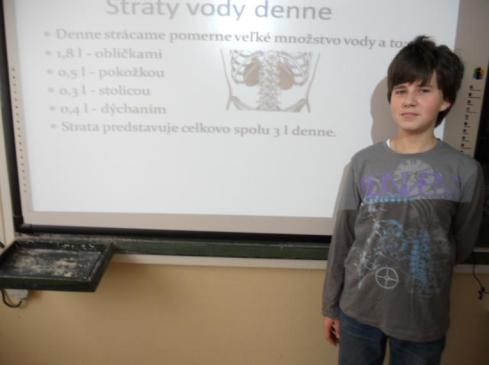 Straty vody denne
Denne strácame pomerne veľké množstvo vody a to:
1,8 l - obličkami
0,5 l - pokožkou
0,3 l - stolicou
0,4 l - dýchaním
Strata predstavuje celkovo spolu 3 l denne.